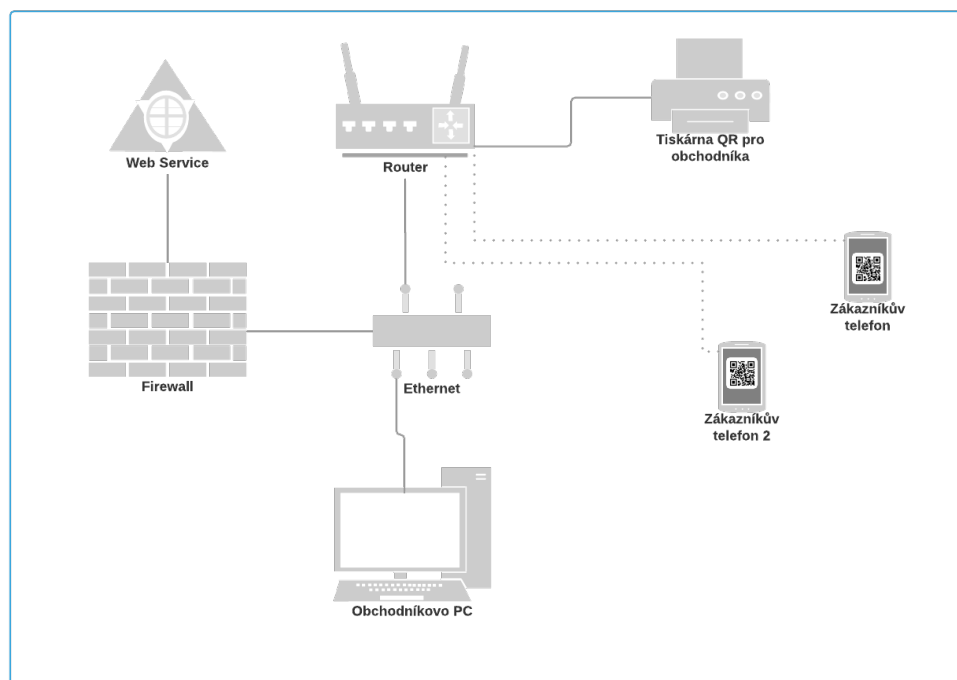 Web Service
Router
Tiskárna QR pro
obchodníka
Zákazníkův
telefon
Firewall
Ethernet
Zákazníkův
telefon 2
Obchodníkovo PC